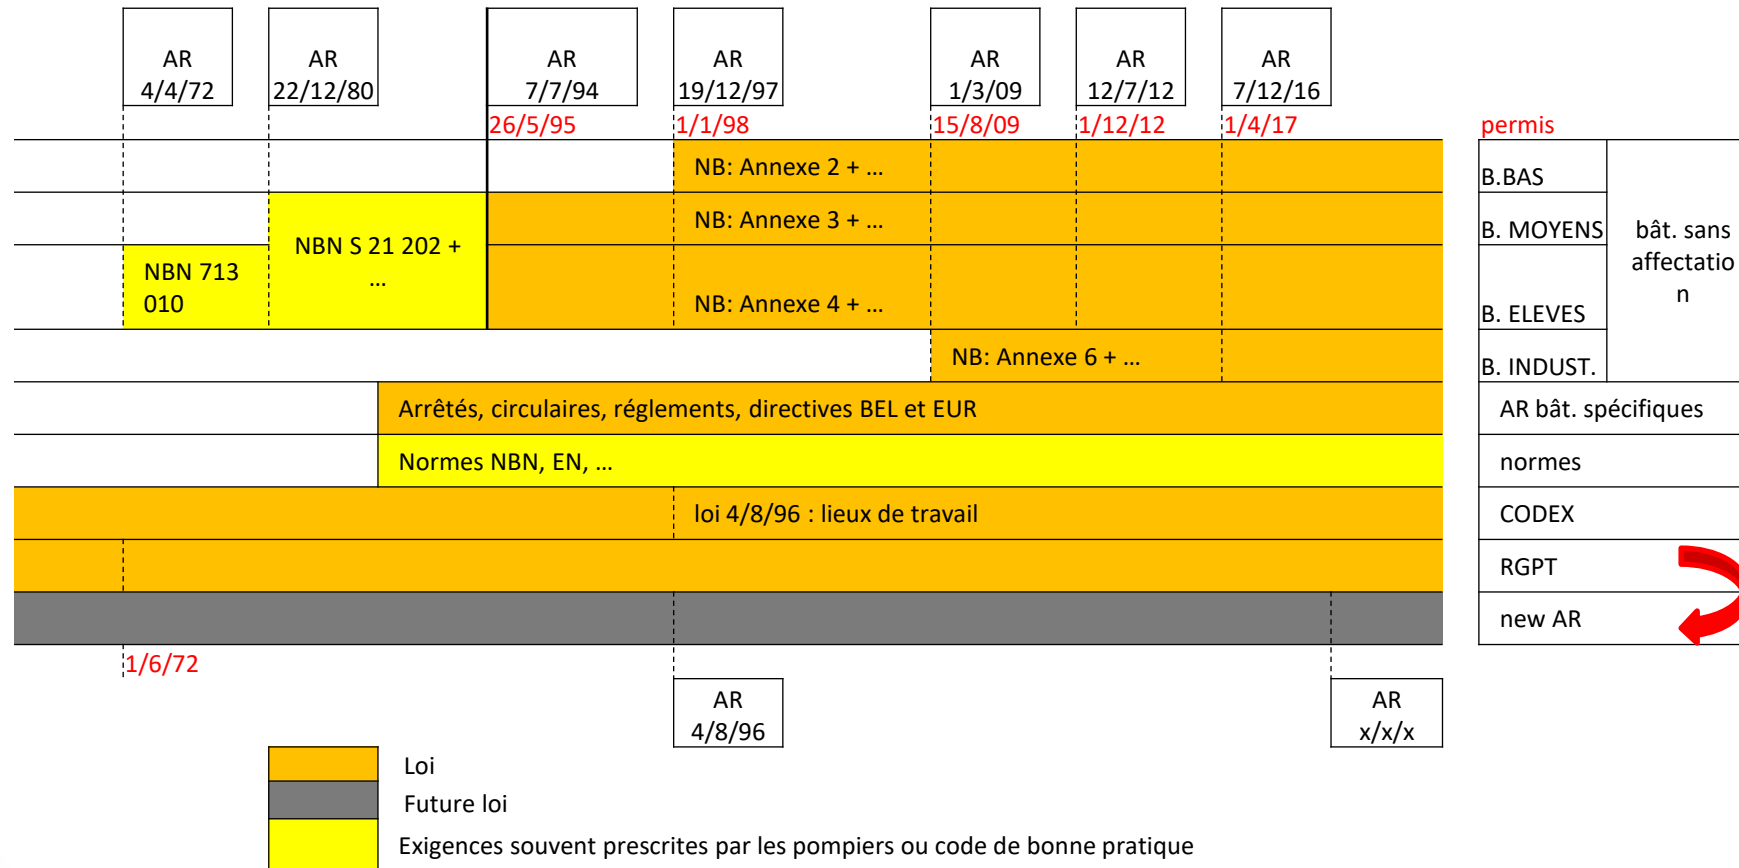 AR
4/4/72
AR
22/12/80
AR
7/7/94
AR
19/12/97
AR
1/3/09
AR
12/7/12
AR
7/12/16
26/5/95
1/1/98
15/8/09
1/12/12
1/4/17
permis
NB: Annexe 2 + ...
B.BAS
NB: Annexe 3 + ...
B. MOYENS
NBN S 21 202 +
...
bât. sans
affectatio
n
NBN 713
010
NB: Annexe 4 + ...
B. ELEVES
NB: Annexe 6 + ...
B. INDUST.
Arrêtés, circulaires, réglements, directives BEL et EUR
AR bât. spécifiques
Normes NBN, EN, ...
normes
loi 4/8/96 : lieux de travail
CODEX
RGPT
new AR
1/6/72
AR
4/8/96
AR
x/x/x
Loi
Future loi
Exigences souvent prescrites par les pompiers ou code de bonne pratique